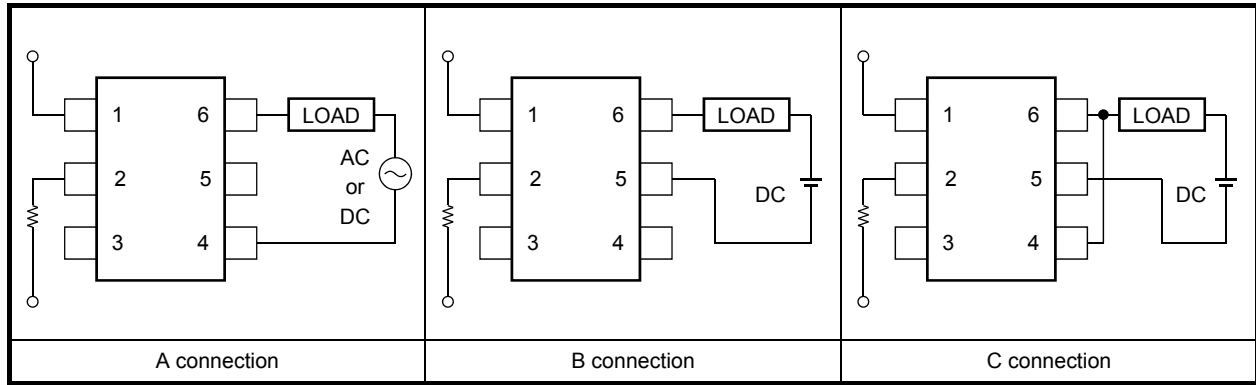 1 6 LOAD
2 5 AC
or
DC
3 4
A connection
1 6 LOAD
2 5 DC
3 4
B connection
1 6 LOAD
2 5 DC
3 4
C connection